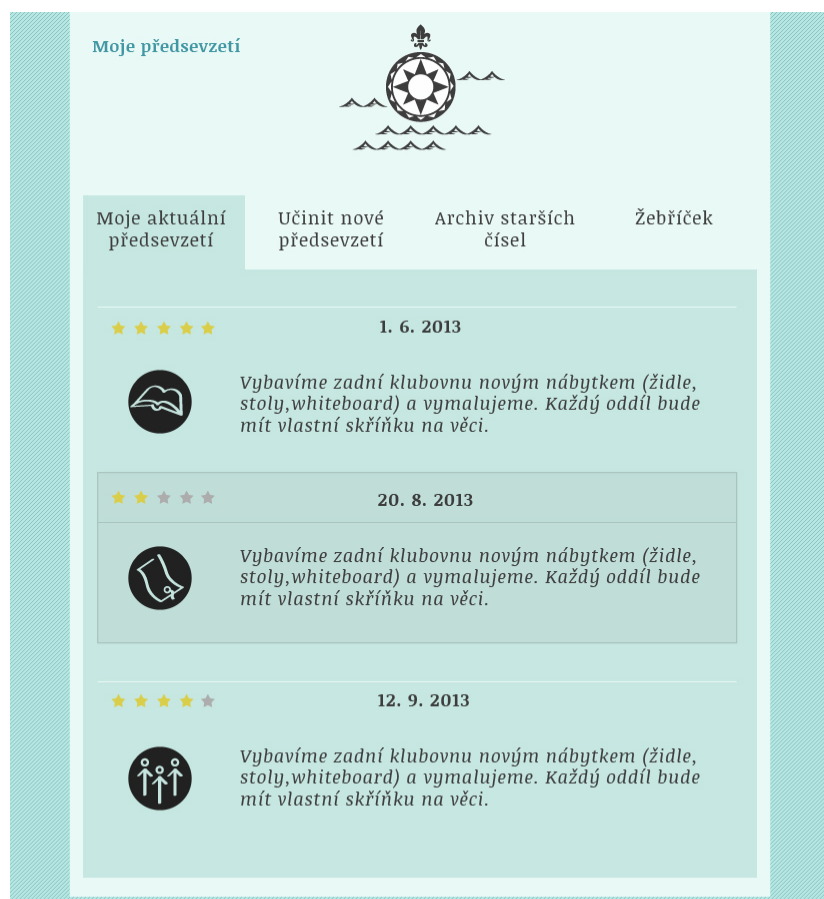 Moje předsevzetí
Moje aktuální
předsevzetí
Učinit nové
předsevzetí
Archiv starších
čísel
Žebříček
1. 6. 2013
Vybavíme zadní klubovnu novým nábytkem (židle,
stoly,whiteboard) a vymalujeme. Každý oddíl bude
mít vlastní skříňku na věci.
20. 8. 2013
Vybavíme zadní klubovnu novým nábytkem (židle,
stoly,whiteboard) a vymalujeme. Každý oddíl bude
mít vlastní skříňku na věci.
12. 9. 2013
Vybavíme zadní klubovnu novým nábytkem (židle,
stoly,whiteboard) a vymalujeme. Každý oddíl bude
mít vlastní skříňku na věci.